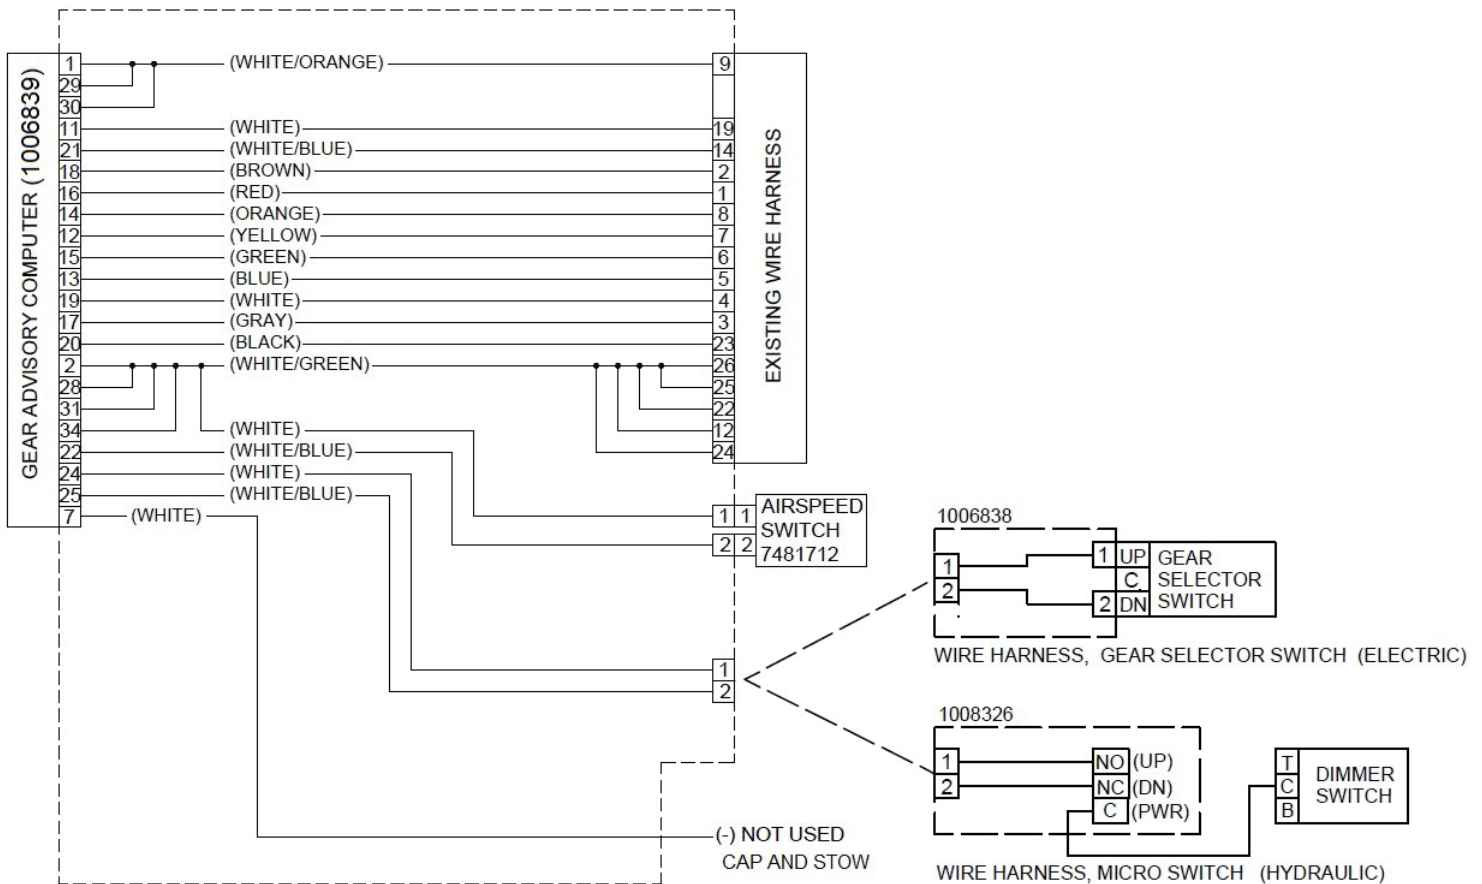 GEAR ADVISORY COMPUTER (1006839)
1 (WHITE/ORANGE) 9
29
30
11 (WHITE) 19
21 (WHITE/BLUE) 14
18 (BROWN) 2
16 (RED) 1
14 (ORANGE) 8
12 (YELLOW) 7
15 (GREEN) 6
13 (BLUE) 5
19 (WHITE) 4
17 (GRAY) 3
20 (BLACK) 23
2 (WHITE/GREEN) 26
28 25
31 22
34 (WHITE) 12
22 (WHITE/BLUE) 24
24 (WHITE)
25 (WHITE/BLUE)
7 (WHITE)
EXISTING WIRE HARNESS
1 1 AIRSPEED
SWITCH
2 2 7481712
1
2
(-) NOT USED
CAP AND STOW
1006838
1 1 UP GEAR
2 C. SELECTOR
2 DN SWITCH
WIRE HARNESS, GEAR SELECTOR SWITCH (ELECTRIC)
1008326
1 NO (UP) T
2 NC (DN) C
C (PWR) B
DIMMER
SWITCH
WIRE HARNESS, MICRO SWITCH (HYDRAULIC)